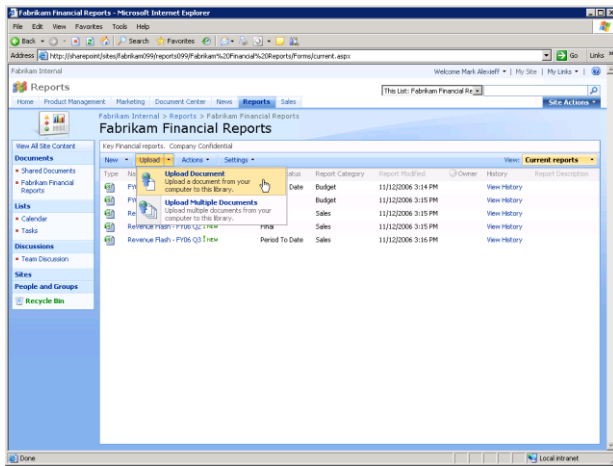 Fabrikam Financial Reports - Microsoft Internet Explorer
File Edit View Favorites Tools Help
Back Search Favorites
Address http://sharepoint/sites/fabrikam099/reports099/Fabrikam%20Financial%20Reports/Forms/current.aspx Go Links
Fabrikam Internal Welcome Mark Alexieff | My Site | My Links
Reports This List: Fabrikam Financial Re
Home Product Management Marketing Document Center News Reports Sales Site Actions
Fabrikam Internal > Reports > Fabrikam Financial Reports
Fabrikam Financial Reports
View All Site Content
Documents
Shared Documents
Fabrikam Financial
Reports
Lists
Calendar
Tasks
Discussions
Team Discussion
Sites
People and Groups
Recycle Bin
Key Financial reports. Company Confidential
New Upload Actions Settings View: Current reports
Type Na atus Report Category Report Modified Owner History Report Description
FY Date Budget 11/12/2006 3:14 PM View History
FY Budget 11/12/2006 3:15 PM View History
Re Sales 11/12/2006 3:15 PM View History
Revenue Flash - FY06 Q2 ! NEW Final Sales 11/12/2006 3:15 PM View History
Revenue Flash - FY06 Q3 ! NEW Period To Date Sales 11/12/2006 3:16 PM View History
Upload Document
Upload a document from your
computer to this library.
Upload Multiple Documents
Upload multiple documents from your
computer to this library.
Done Local intranet